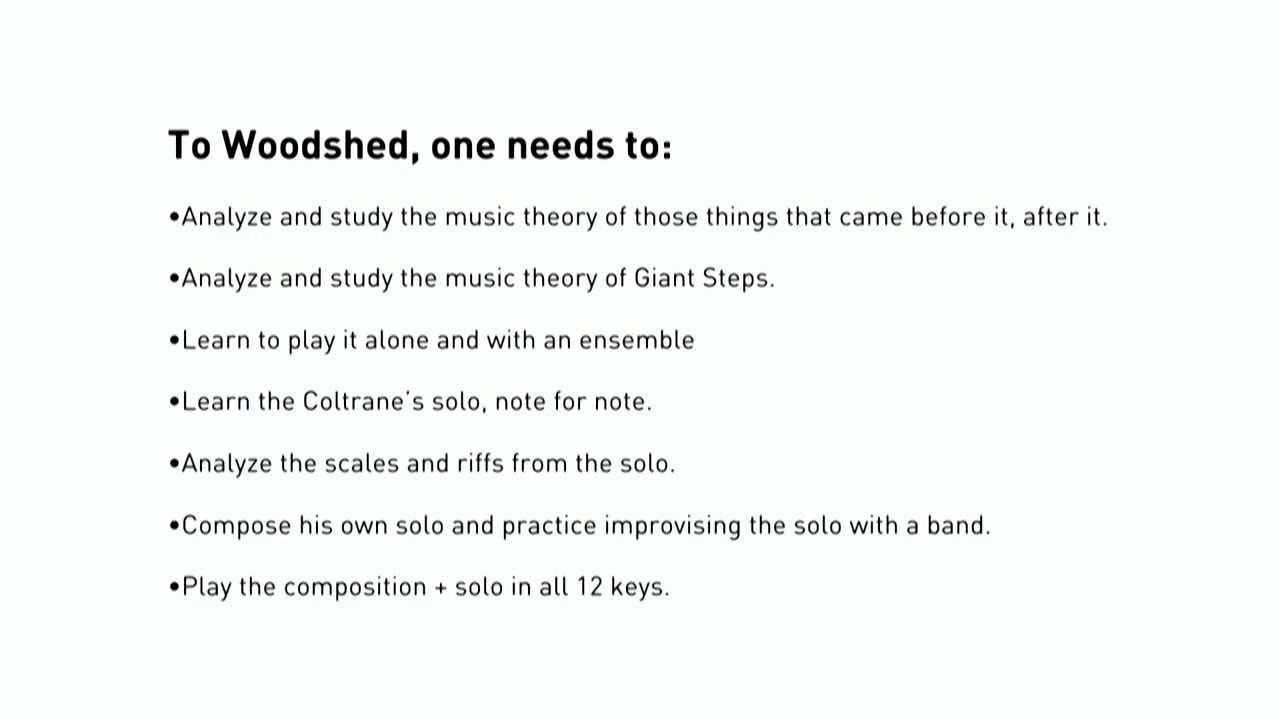 To Woodshed, one needs to:
•Analyze and study the music theory of those things that came before it, after it.
•Analyze and study the music theory of Giant Steps.
•Learn to play it alone and with an ensemble
•Learn the Coltrane's solo, note for note.
•Analyze the scales and riffs from the solo.
•Compose his own solo and practice improvising the solo with a band.
•Play the composition + solo in all 12 keys.